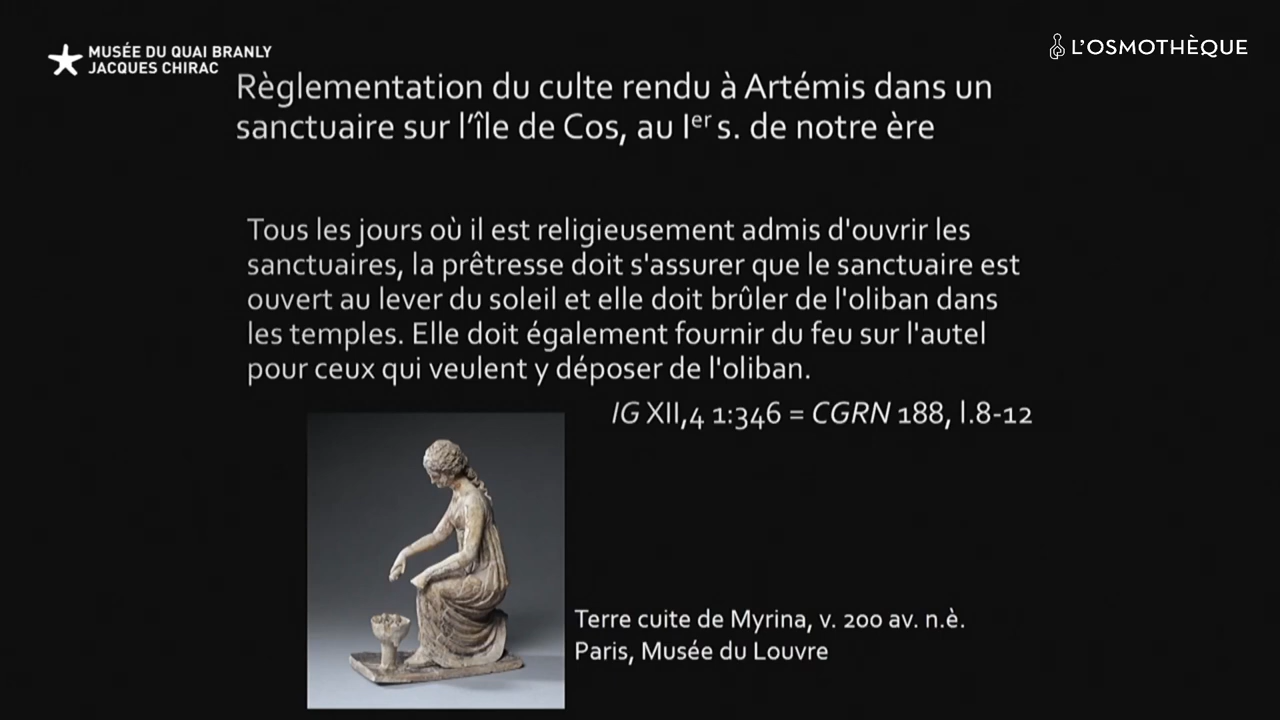 MUSÉE DU QUAI BRANLY
JACQUES CHIRAC
L'OSMOTHÈQUE
Règlementation du culte rendu à Artémis dans un
sanctuaire sur l’île de Cos, au Iᵉʳ s. de notre ère
Tous les jours où il est religieusement admis d'ouvrir les
sanctuaires, la prêtresse doit s'assurer que le sanctuaire est
ouvert au lever du soleil et elle doit brûler de l'oliban dans
les temples. Elle doit également fournir du feu sur l'autel
pour ceux qui veulent y déposer de l'oliban.
IG XII,4 1:346 = CGRN 188, l.8-12
Terre cuite de Myrina, v. 200 av. n.è.
Paris, Musée du Louvre